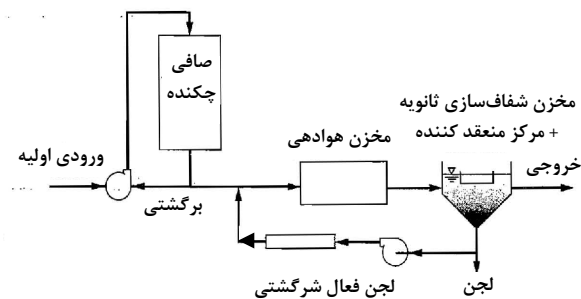 صافی
چکنده
مخزن شفاف‌سازی ثانویه
+ مرکز منعقد کننده
مخزن هوادهی
ورودی اولیه
خروجی
برگشتی
لجن فعال شرگشتی
لجن